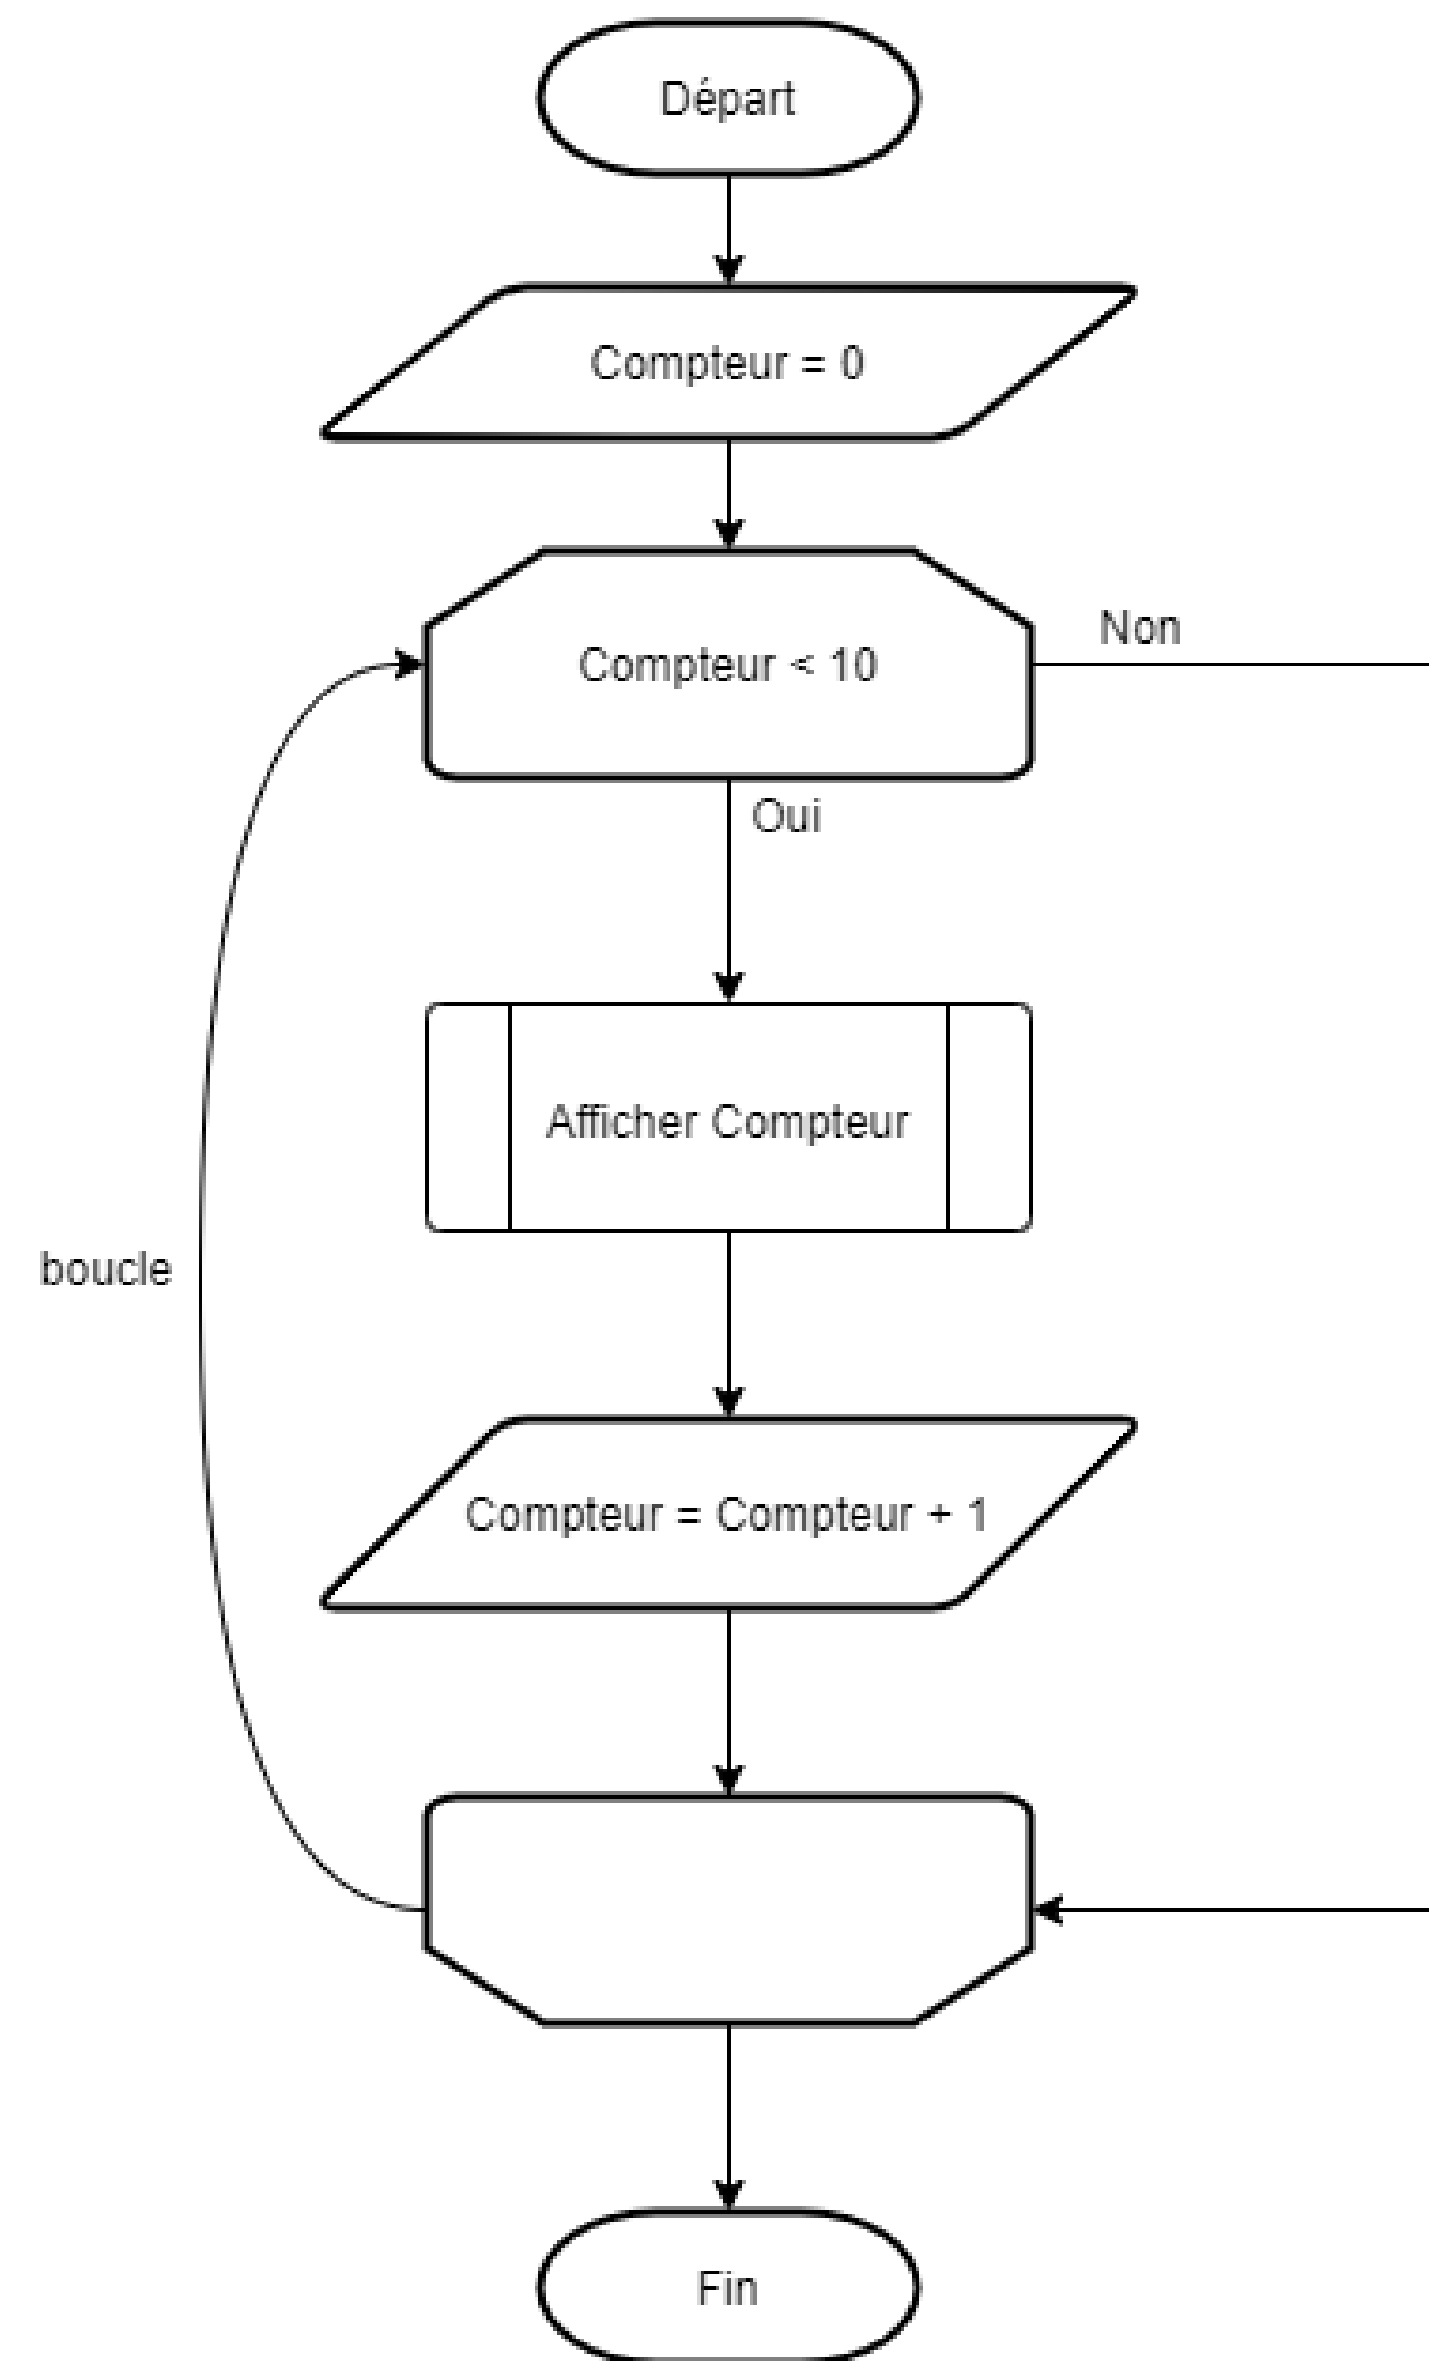 Départ
Compteur = 0
Compteur < 10
Non
Oui
Afficher Compteur
boucle
Compteur = Compteur + 1
Fin